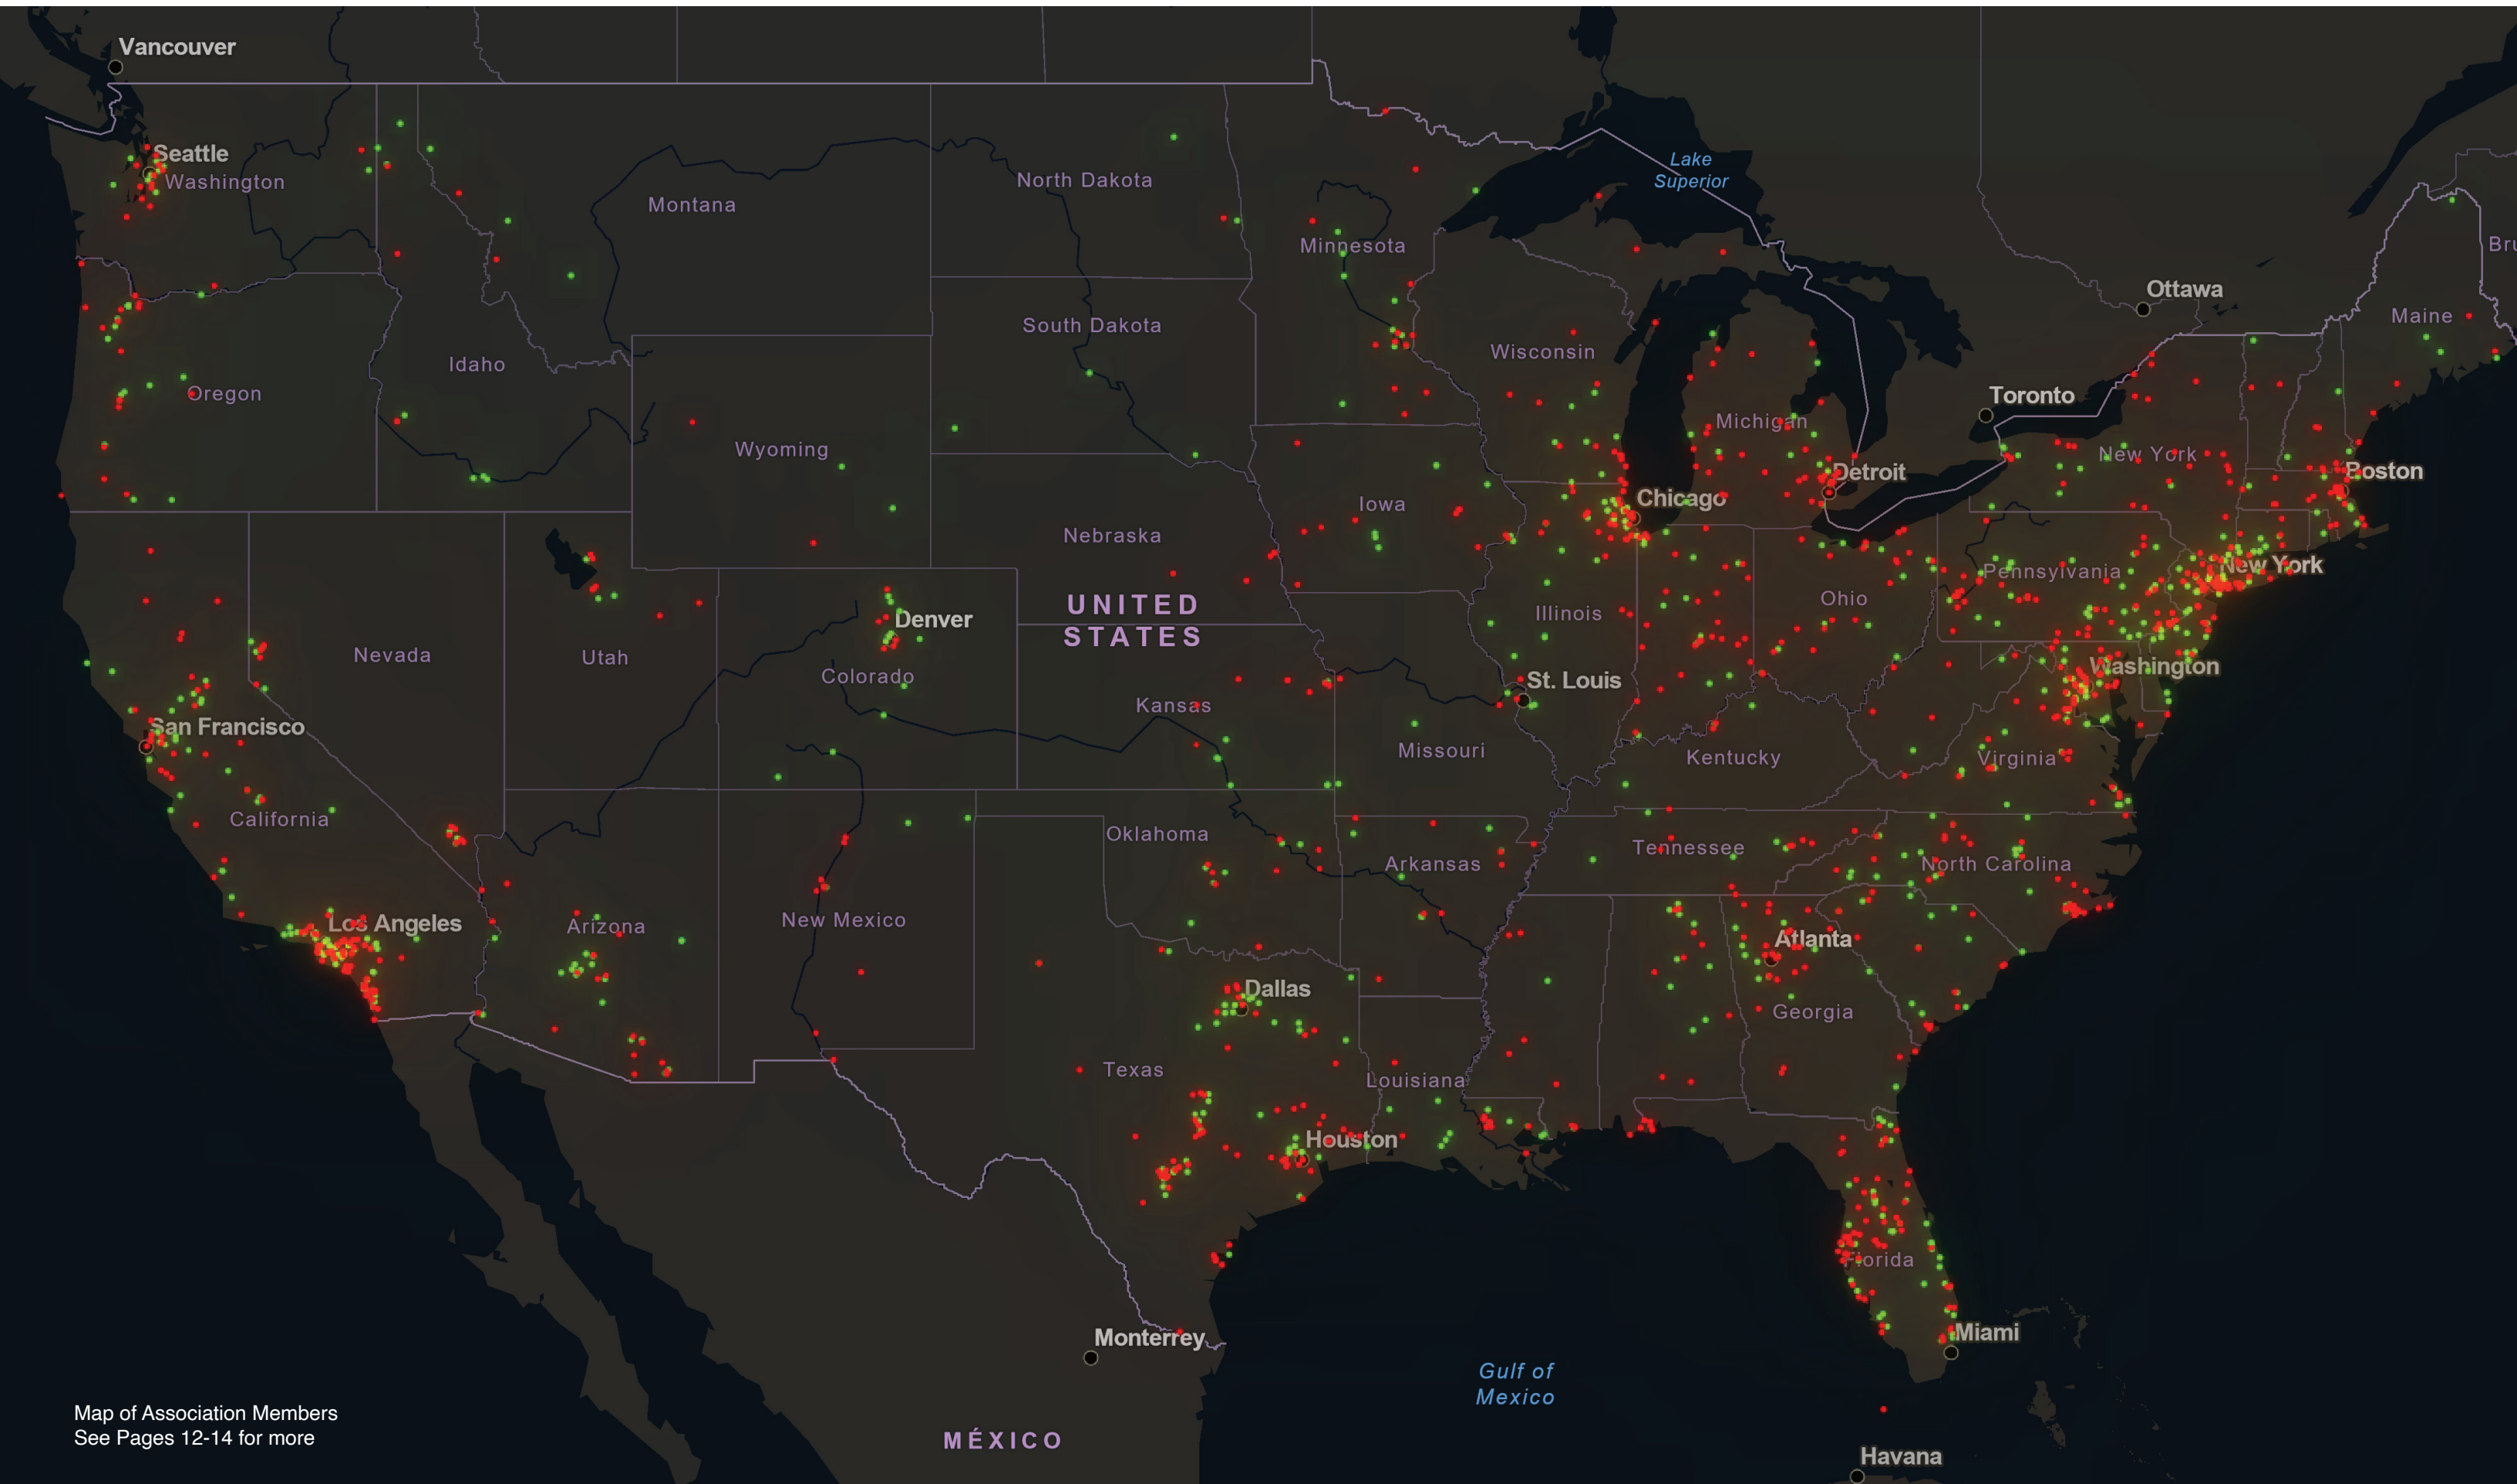 Vancouver
Seattle
Washington
Montana
North Dakota
Minnesota
Lake
Superior
Ottawa
Bru
Maine
South Dakota
Wisconsin
Idaho
Oregon
Toronto
Michigan
Wyoming
New York
Boston
Detroit
Chicago
Iowa
Nebraska
New York
Pennsylvania
Ohio
UNITED
STATES
Illinois
Denver
Nevada
Utah
Colorado
Washington
St. Louis
Kansas
San Francisco
Missouri
Kentucky
Virginia
California
Oklahoma
Tennessee
Arkansas
North Carolina
Los Angeles
Arizona
New Mexico
Atlanta
Dallas
Georgia
Texas
Louisiana
Houston
Florida
Miami
Monterrey
Gulf of
Mexico
Map of Association Members
See Pages 12-14 for more
MÉXICO
Havana